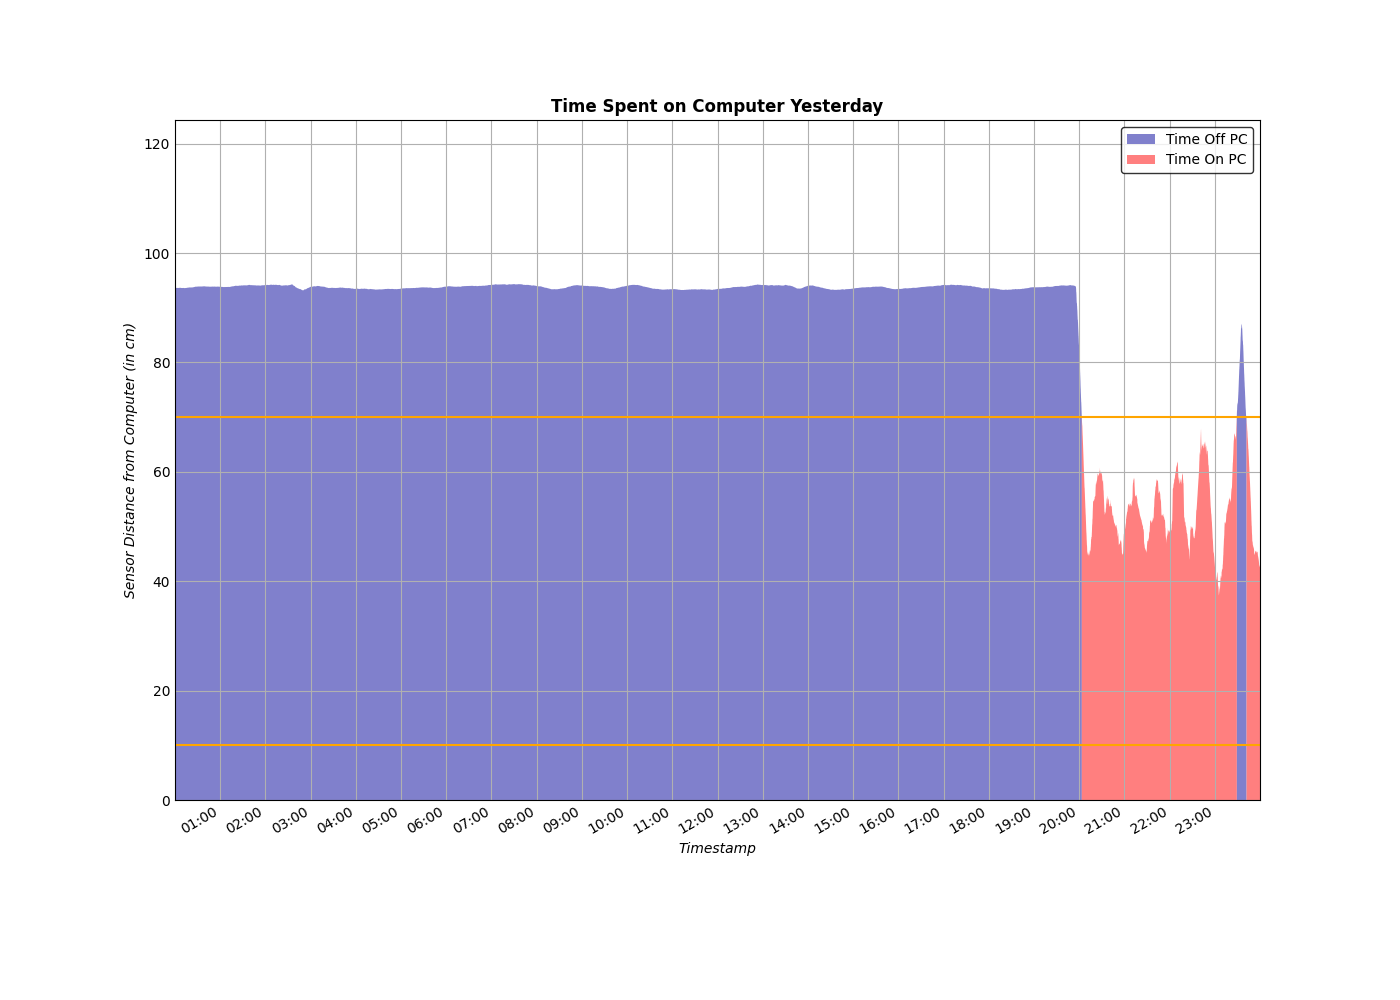 Time Spent on Computer Yesterday
Time Off PC
Time On PC
Sensor Distance from Computer (in cm)
120
100
80
60
40
20
0
01:00 02:00 03:00 04:00 05:00 06:00 07:00 08:00 09:00 10:00 11:00 12:00 13:00 14:00 15:00 16:00 17:00 18:00 19:00 20:00 21:00 22:00 23:00
Timestamp